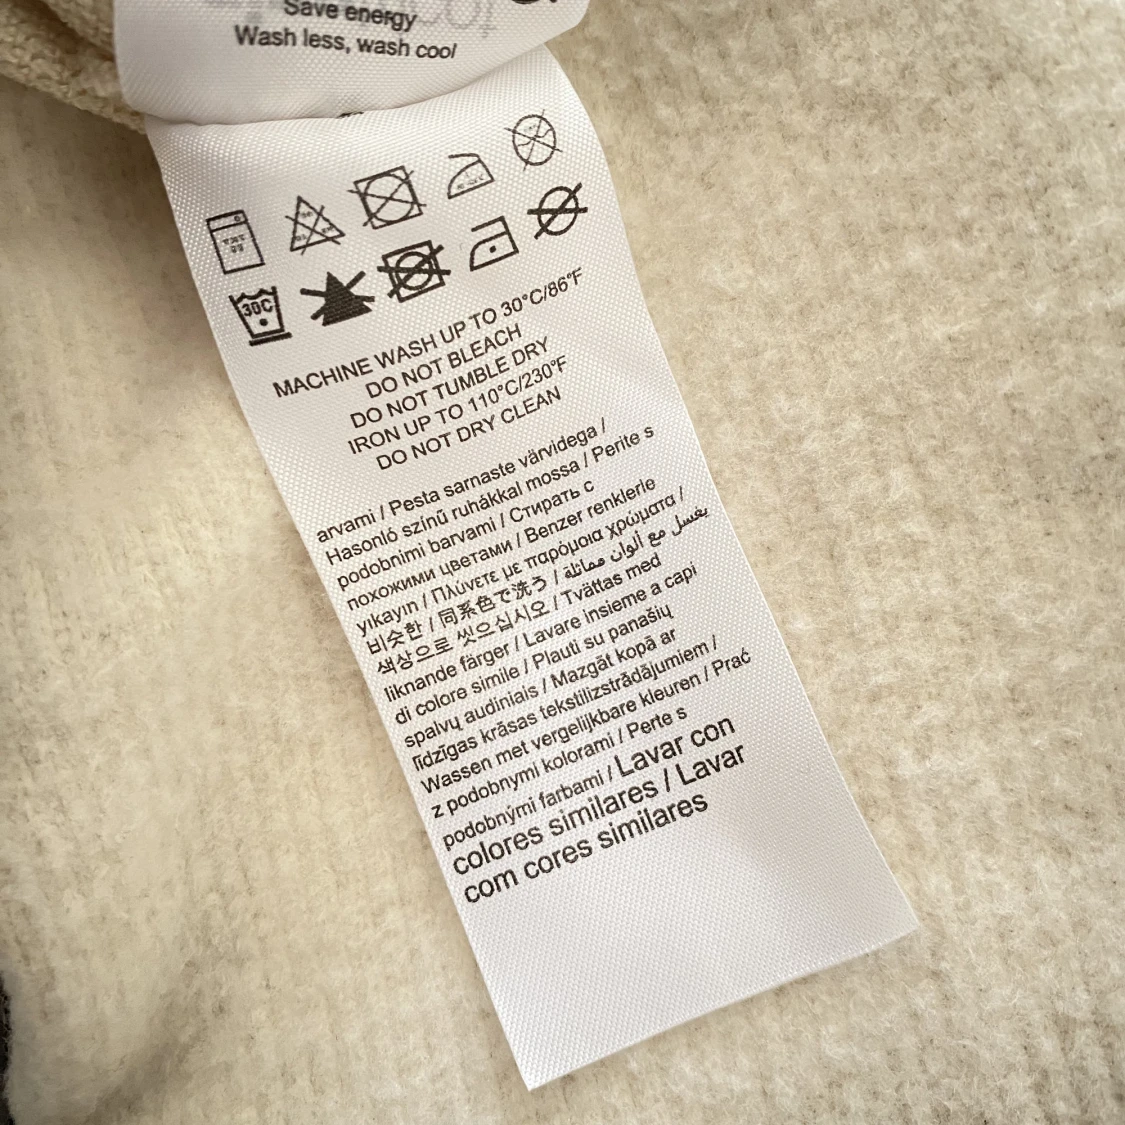 Save energy
Wash less, wash cool
30C
MACHINE WASH UP TO 30°C/86°F
DO NOT BLEACH
DO NOT TUMBLE DRY
IRON UP TO 110°C/230°F
DO NOT DRY CLEAN
arvami / Pesta sarnaste värvidega /
Hasonló színű ruhákkal mossa / Perite s
podobnimi barvami / Стирать с
похожими цветами / Benzer renklerle
yıkayın / Πλύνετε με παρόμοια χρώματα /
비슷한 / 同系色で洗う / يغسل مع ألوان مماثلة
색상으로 씻으십시오 / Tvättas med
liknande färger / Lavare insieme a capi
di colore simile / Plauti su panašių
spalvų audiniais / Mazgāt kopā ar
līdzīgas krāsas tekstilizstrādājumiem /
Wassen met vergelijkbare kleuren / Prać
z podobnymi kolorami / Perte s
podobnými farbami / Lavar con
colores similares / Lavar
com cores similares